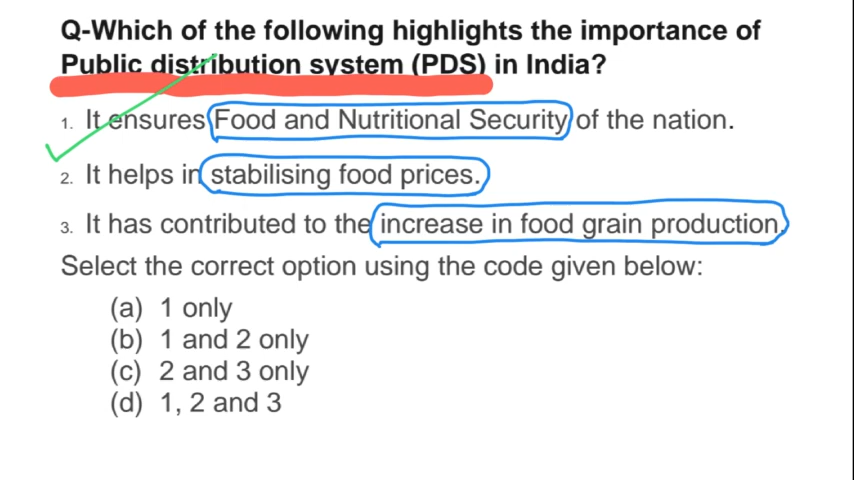 Q-Which of the following highlights the importance of
Public distribution system (PDS) in India?
1. It ensures Food and Nutritional Security of the nation.
2. It helps in stabilising food prices.
3. It has contributed to the increase in food grain production.
Select the correct option using the code given below:
(a) 1 only
(b) 1 and 2 only
(c) 2 and 3 only
(d) 1, 2 and 3